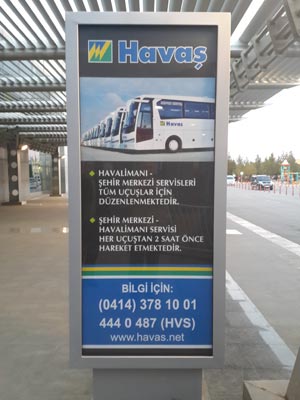 Havaş
Havaş
HAVALİMANI -
ŞEHİR MERKEZİ SERVİSLERİ
TÜM UÇUŞLAR İÇİN
DÜZENLENMEKTEDİR.
ŞEHİR MERKEZİ -
HAVALİMANI SERVİSİ
HER UÇUŞTAN 2 SAAT ÖNCE
HAREKET ETMEKTEDİR.
BİLGİ İÇİN:
(0414) 378 10 01
444 0 487 (HVS)
www.havas.net